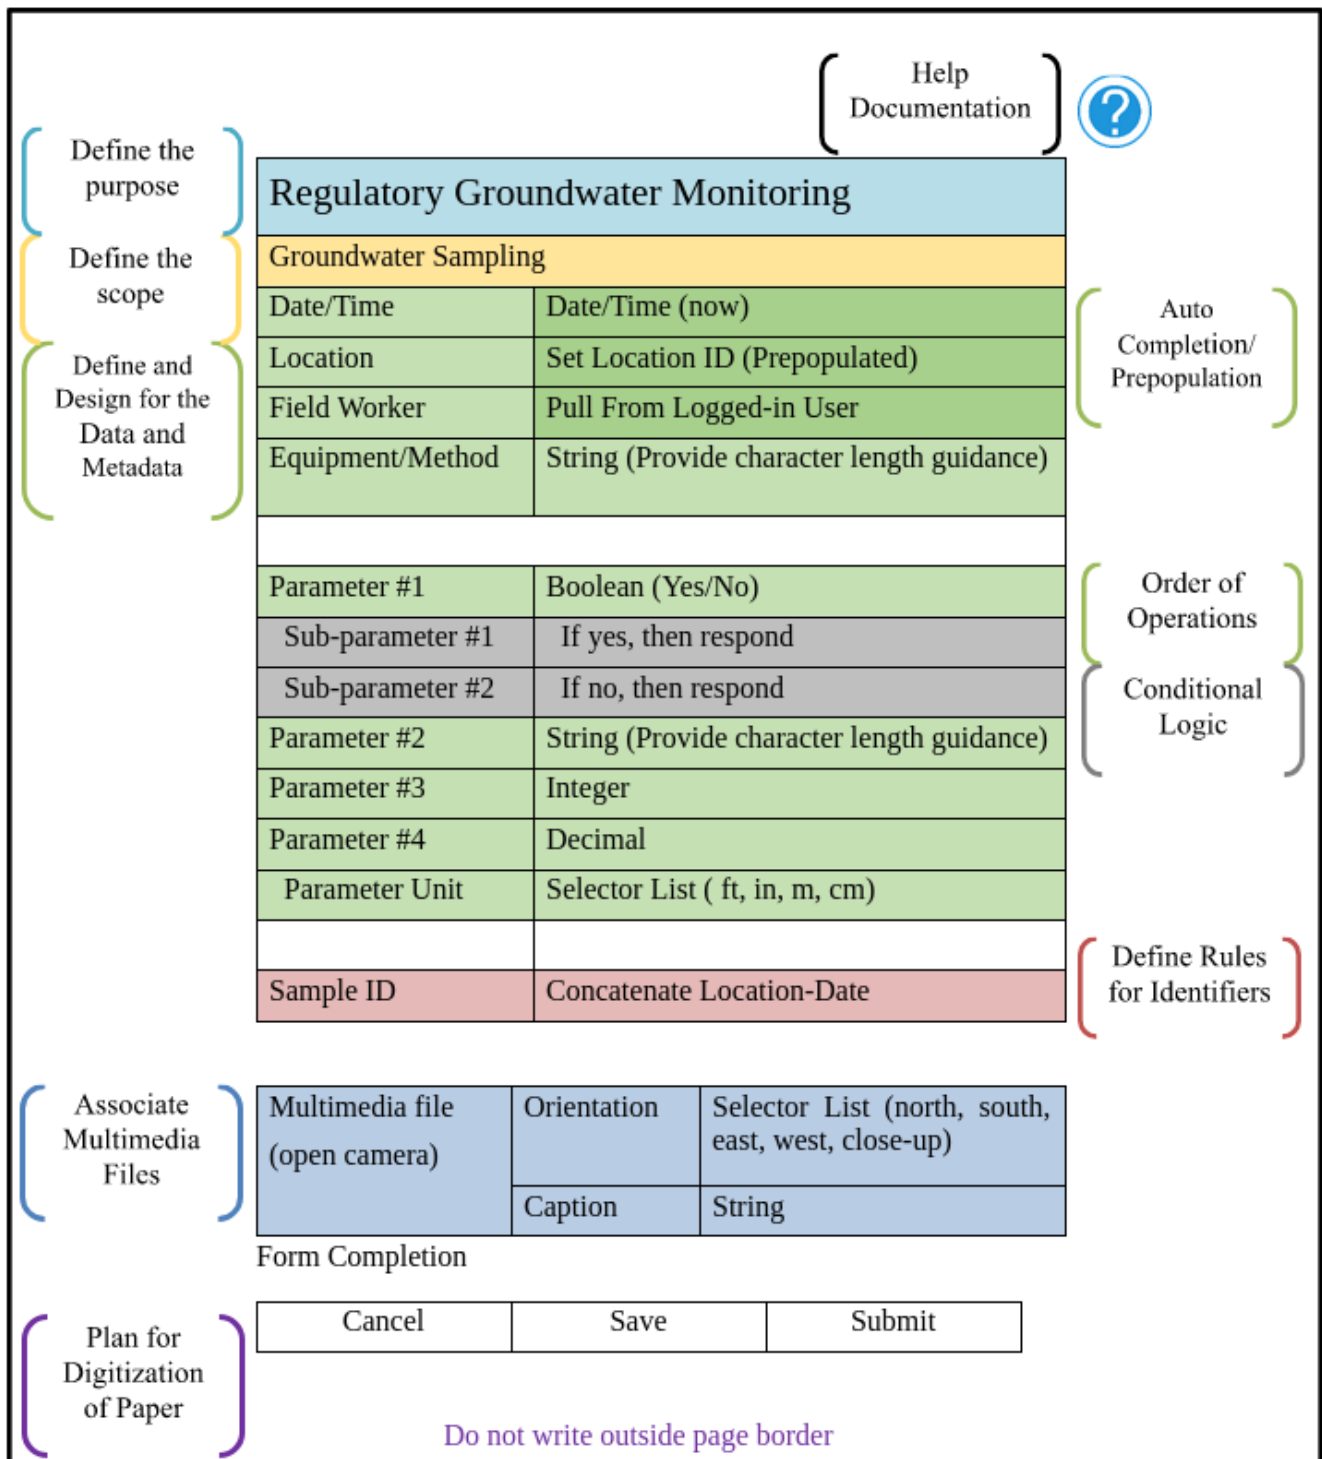 Help
Documentation
?
Define the
purpose
Regulatory Groundwater Monitoring
Define the
scope
Groundwater Sampling
Date/Time
Date/Time (now)
Auto
Completion/
Prepopulation
Location
Set Location ID (Prepopulated)
Define and
Design for the
Data and
Metadata
Field Worker
Pull From Logged-in User
Equipment/Method
String (Provide character length guidance)
Parameter #1
Boolean (Yes/No)
Order of
Operations
Sub-parameter #1
If yes, then respond
Sub-parameter #2
If no, then respond
Conditional
Logic
Parameter #2
String (Provide character length guidance)
Parameter #3
Integer
Parameter #4
Decimal
Parameter Unit
Selector List ( ft, in, m, cm)
Define Rules
for Identifiers
Sample ID
Concatenate Location-Date
Associate
Multimedia
Files
Multimedia file
(open camera)
Orientation
Selector List (north, south,
east, west, close-up)
Caption
String
Form Completion
Cancel
Save
Submit
Plan for
Digitization
of Paper
Do not write outside page border